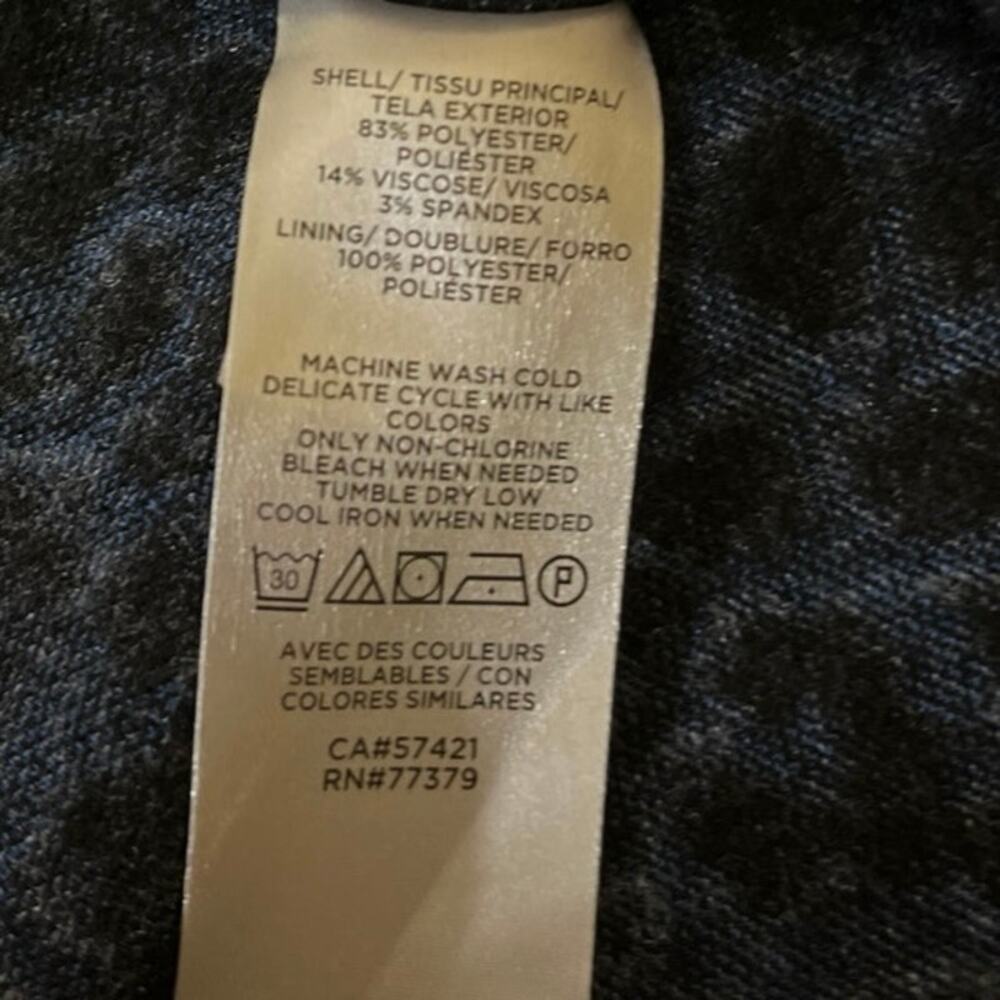 SHELL/ TISSU PRINCIPAL/
TELA EXTERIOR
83% POLYESTER/
POLIÉSTER
14% VISCOSE/ VISCOSA
3% SPANDEX
LINING/ DOUBLURE/ FORRO
100% POLYESTER/
POLIÉSTER
MACHINE WASH COLD
DELICATE CYCLE WITH LIKE
COLORS
ONLY NON-CHLORINE
BLEACH WHEN NEEDED
TUMBLE DRY LOW
COOL IRON WHEN NEEDED
30 P
AVEC DES COULEURS
SEMBLABLES / CON
COLORES SIMILARES
CA#57421
RN#77379